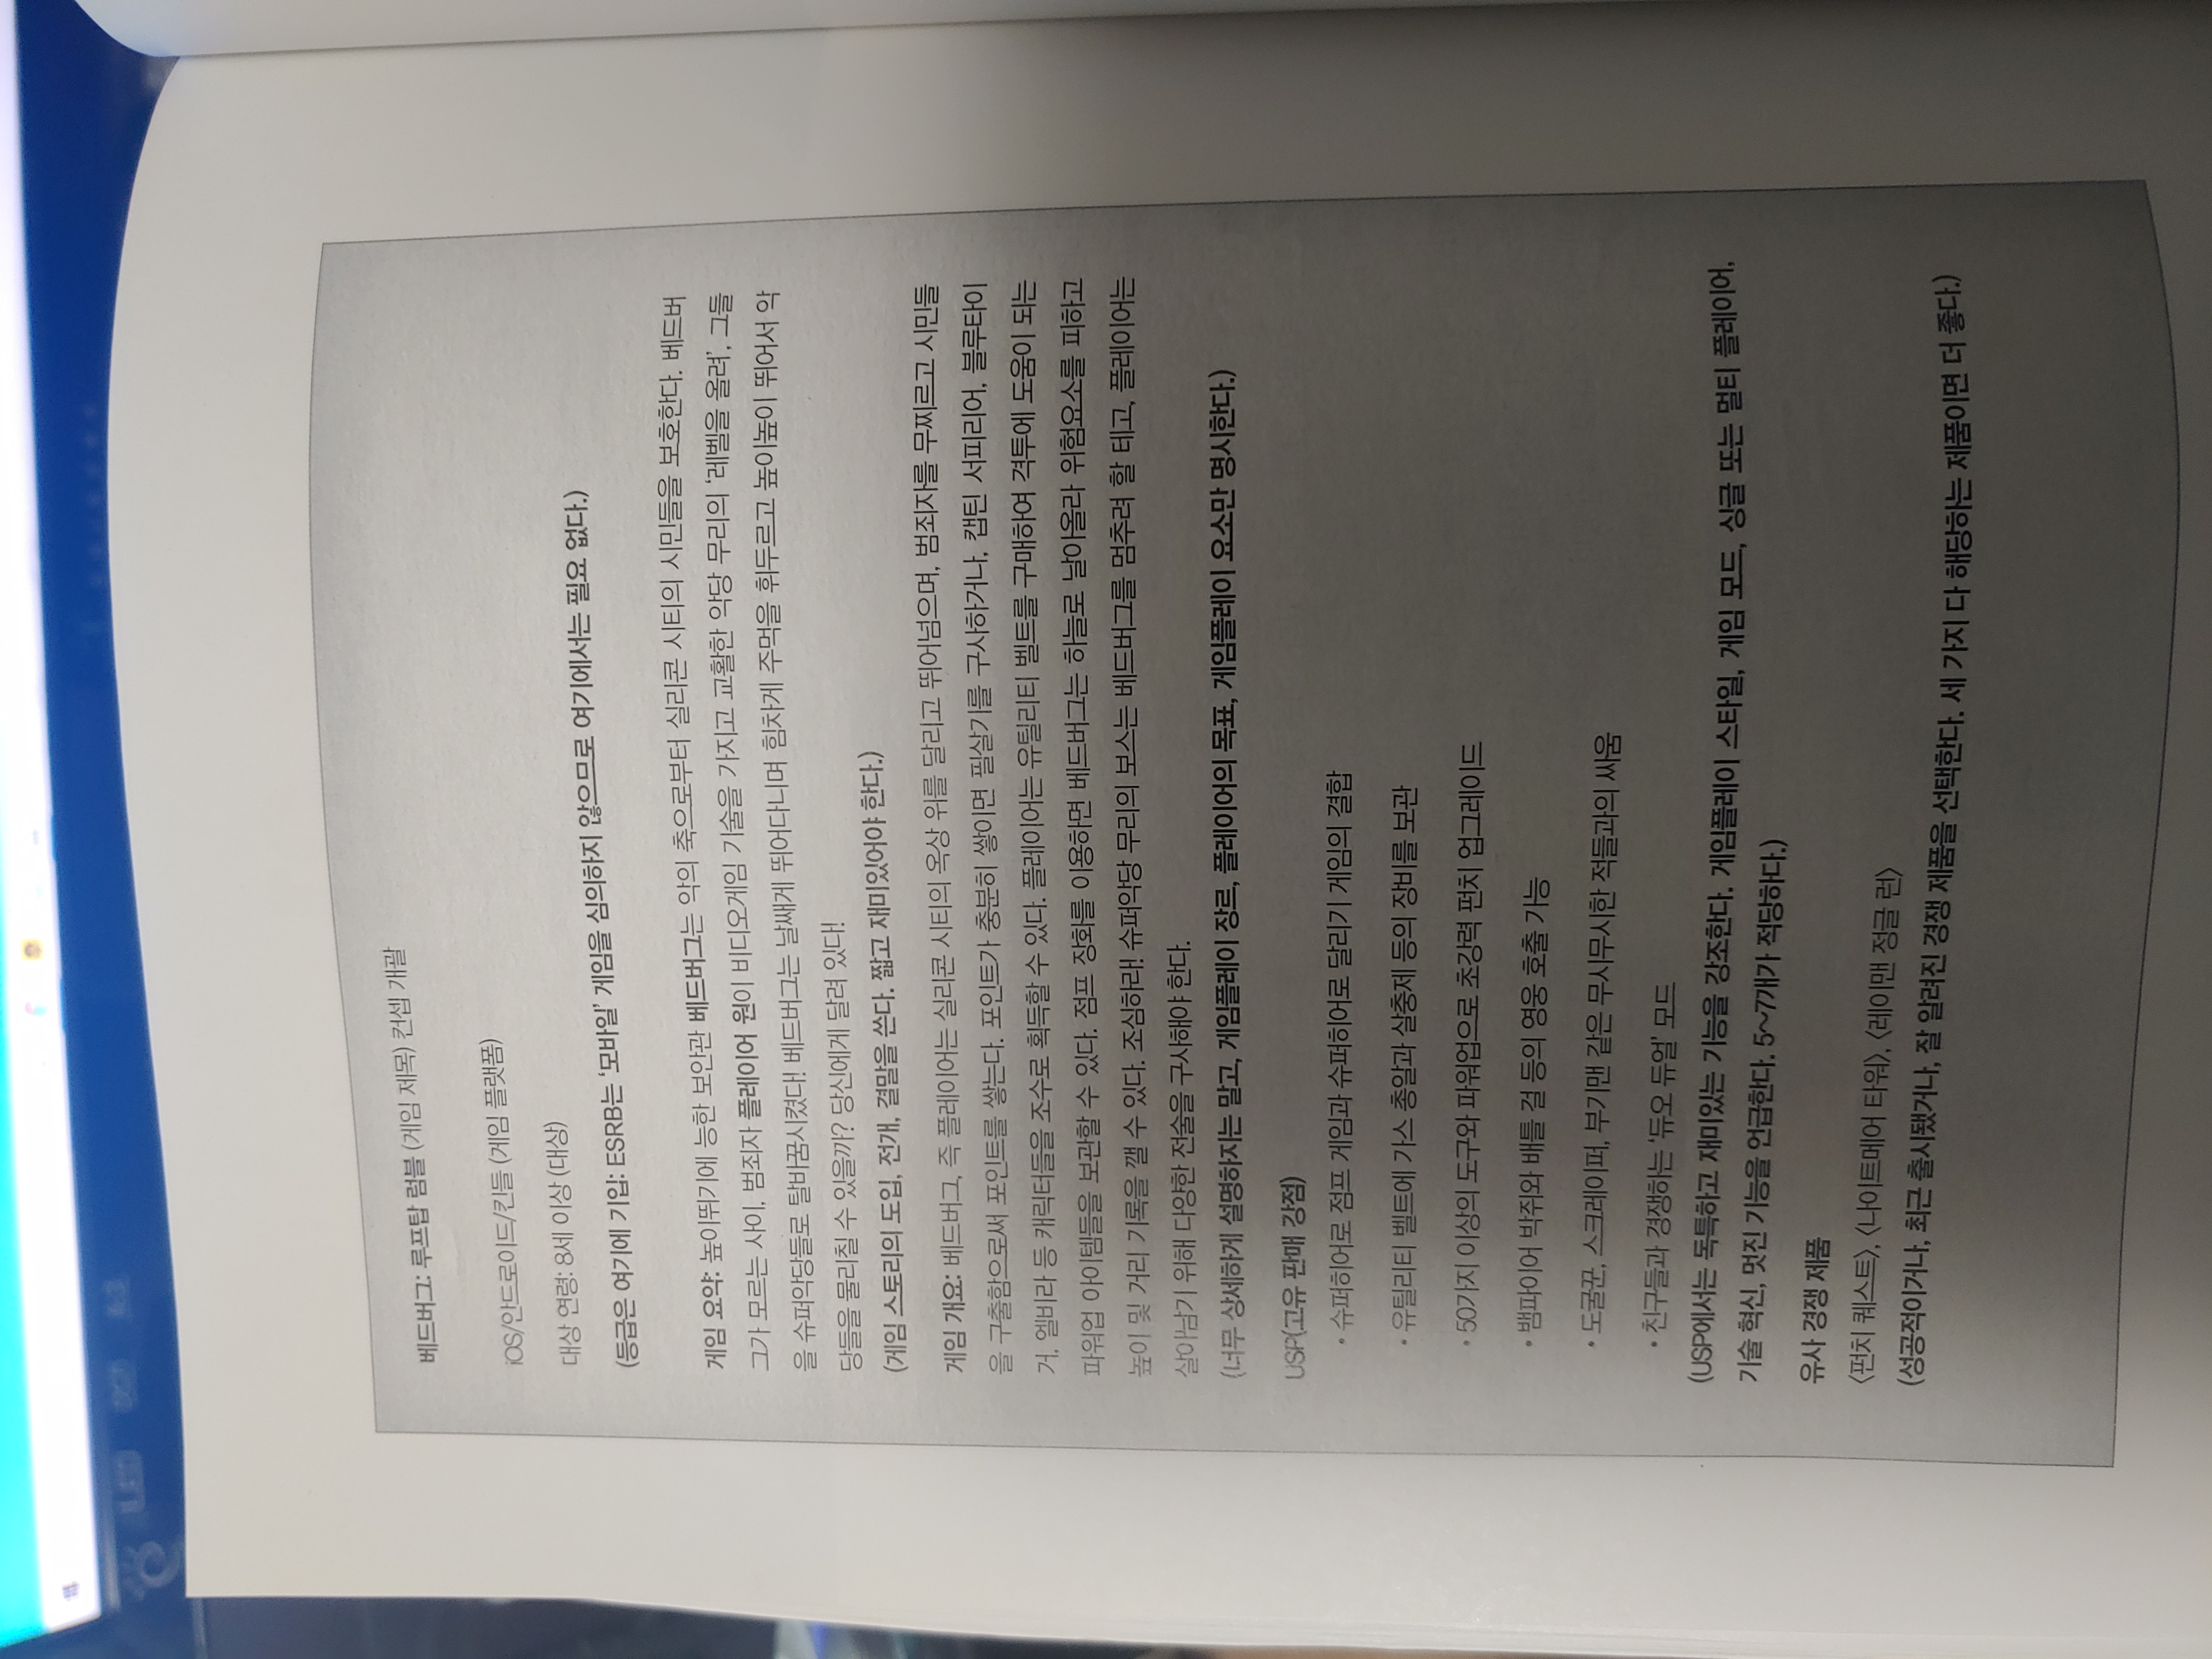 베드버그: 루프탑 럼블 (게임 제목) 컨셉 개괄
iOS/안드로이드/킨들 (게임 플랫폼)
대상 연령: 8세 이상 (대상)
(등급은 여기에 기입: ESRB는 ‘모바일’ 게임을 심의하지 않으므로 여기에서는 필요 없다.)
게임 요약: 높이뛰기에 능한 보안관 베드버그는 악의 축으로부터 실리콘 시티의 시민들을 보호한다. 베드버
그가 모르는 사이, 범죄자 플레이어 원이 비디오게임 기술을 가지고 교활한 악당 무리의 ‘레벨을 올려’, 그들
을 슈퍼악당들로 탈바꿈시켰다! 베드버그는 날쌔게 뛰어다니며 힘차게 주먹을 휘두르고 높이높이 뛰어서 악
당들을 물리칠 수 있을까? 당신에게 달려 있다!
(게임 스토리의 도입, 전개, 결말을 쓴다. 짧고 재미있어야 한다.)
게임 개요: 베드버그, 즉 플레이어는 실리콘 시티의 옥상 위를 달리고 뛰어넘으며, 범죄자를 무찌르고 시민들
을 구출함으로써 포인트를 쌓는다. 포인트가 충분히 쌓이면 필살기를 구사하거나, 캡틴 서피리어, 블루타이
거, 엘비라 등 캐릭터들을 조수로 획득할 수 있다. 플레이어는 유틸리티 벨트를 구매하여 격투에 도움이 되는
파워업 아이템들을 보관할 수 있다. 점프 장화를 이용하면 베드버그는 하늘로 날아올라 위험요소를 피하고
높이 및 거리 기록을 깰 수 있다. 조심하라! 슈퍼악당 무리의 보스는 베드버그를 멈추려 할 테고, 플레이어는
살아남기 위해 다양한 전술을 구사해야 한다.
(너무 상세하게 설명하지는 말고, 게임플레이 장르, 플레이어의 목표, 게임플레이 요소만 명시한다.)
USP(고유 판매 강점)
• 슈퍼히어로 점프 게임과 슈퍼히어로 달리기 게임의 결합
• 유틸리티 벨트에 가스 총알과 살충제 등의 장비를 보관
• 50가지 이상의 도구와 파워업으로 초강력 펀치 업그레이드
• 뱀파이어 박쥐와 배틀 걸 등의 영웅 호출 가능
• 도굴꾼, 스크레이퍼, 부기맨 같은 무시무시한 적들과의 싸움
• 친구들과 경쟁하는 ‘듀오 듀얼’ 모드
(USP에서는 독특하고 재미있는 기능을 강조한다. 게임플레이 스타일, 게임 모드, 싱글 또는 멀티 플레이어,
기술 혁신, 멋진 기능을 언급한다. 5~7개가 적당하다.)
유사 경쟁 제품
〈펀치 퀘스트〉, 〈나이트메어 타워〉, 〈레이맨 정글 런〉
(성공적이거나, 최근 출시됐거나, 잘 알려진 경쟁 제품을 선택한다. 세 가지 다 해당하는 제품이면 더 좋다.)